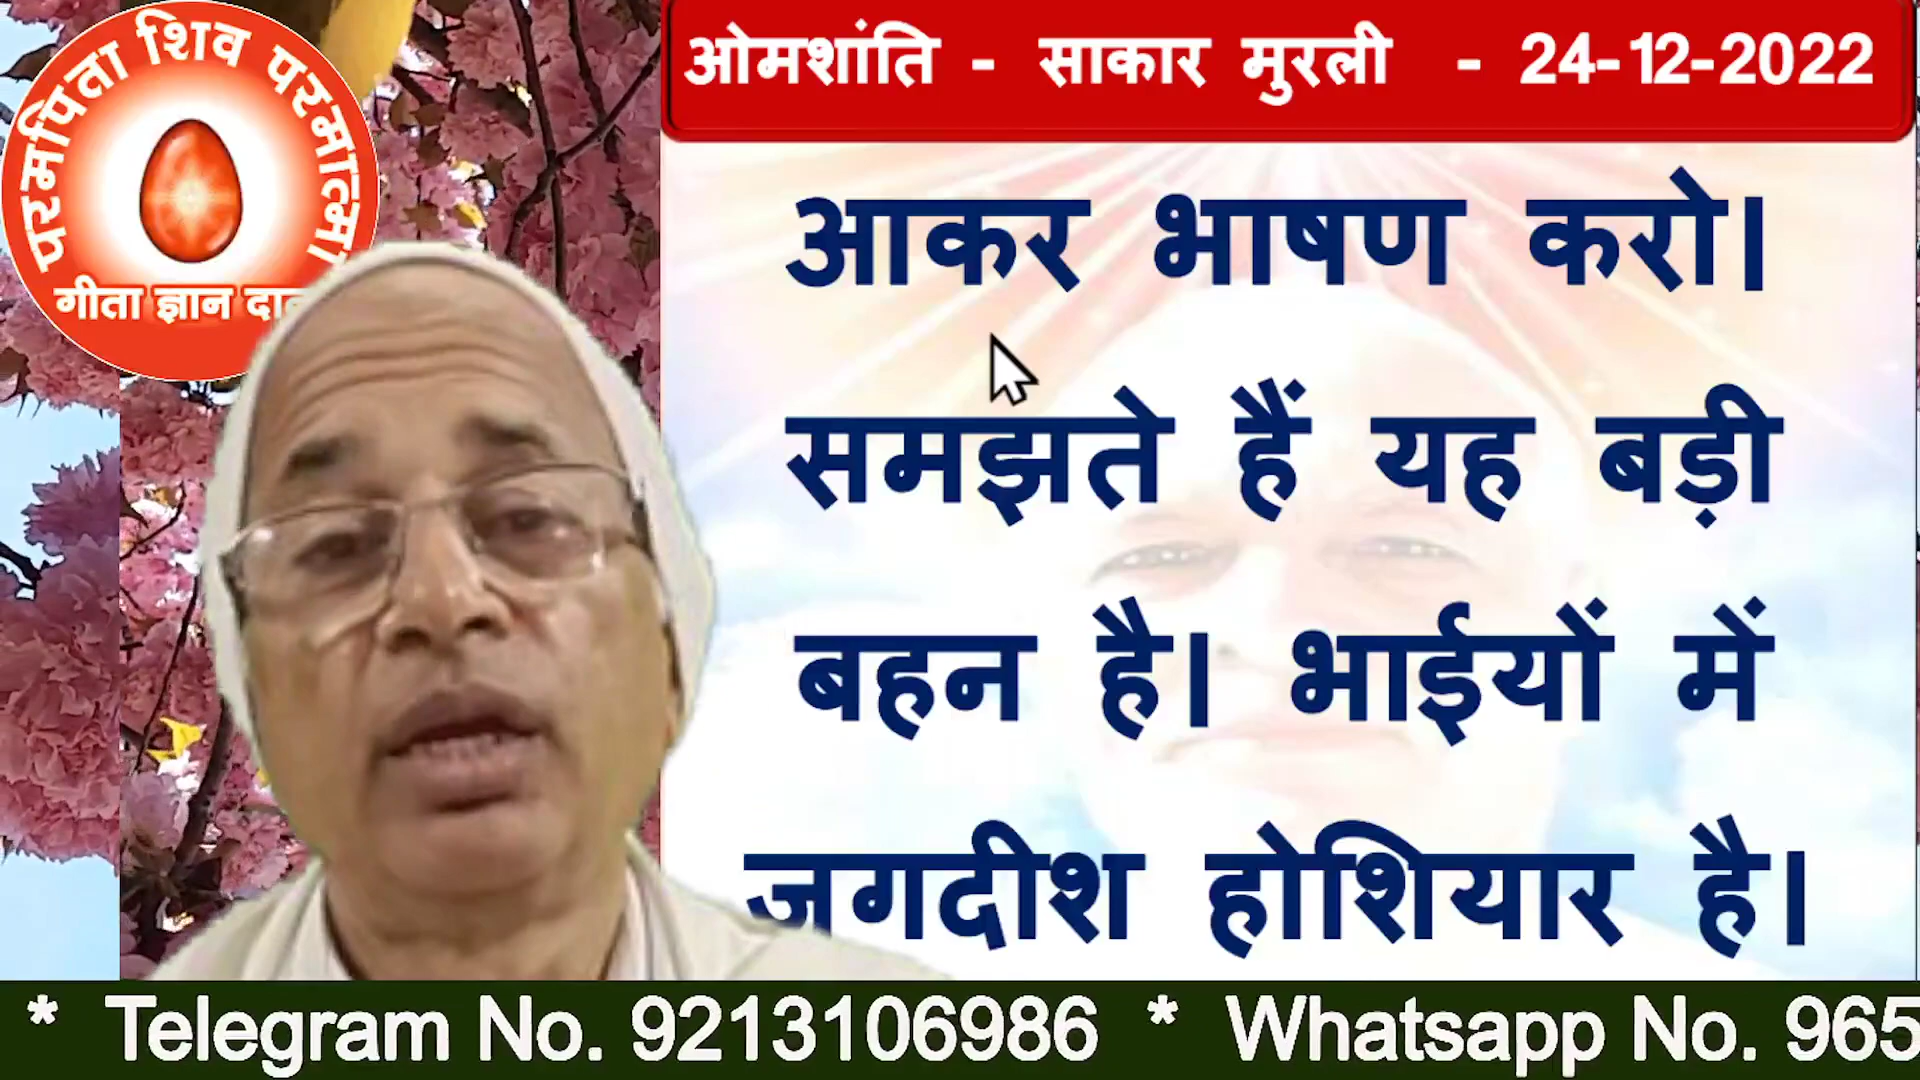 परमपिता शिव परमात्मा
गीता ज्ञान
ओमशांति - साकार मुरली - 24-12-2022
आकर भाषण करो।
समझते हैं यह बड़ी
बहन है। भाईयों में
जगदीश होशियार है।
* Telegram No. 9213106986 * Whatsapp No. 965